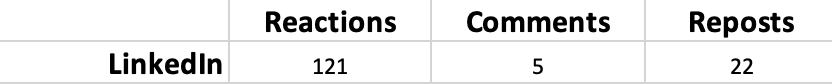 Reactions Comments Reposts
LinkedIn 121 5 22